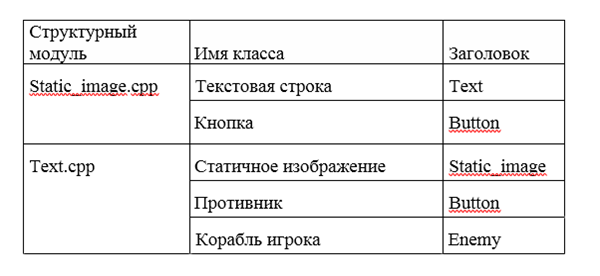 Структурный
модуль Имя класса Заголовок
Static_image.cpp Текстовая строка Text
Кнопка Button
Text.cpp Статичное изображение Static_image
Противник Button
Корабль игрока Enemy